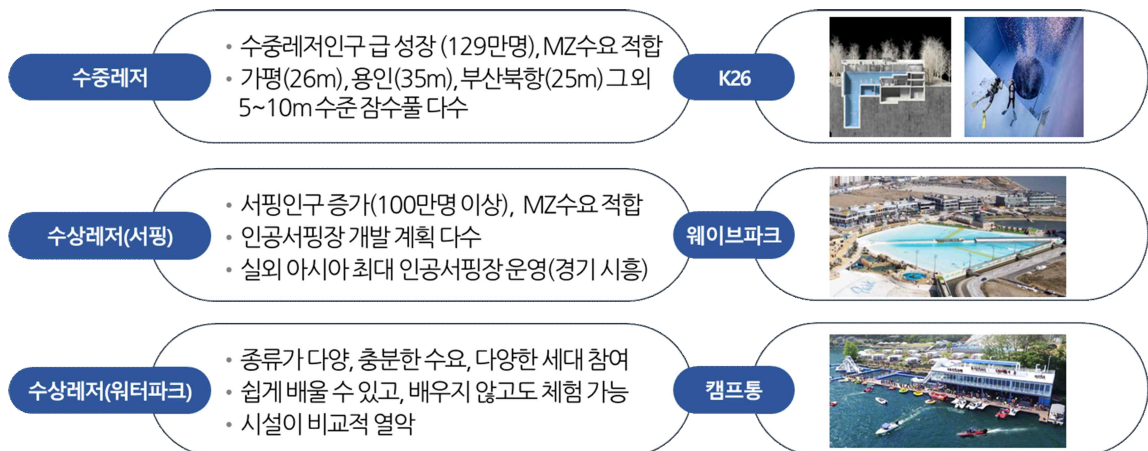 수중레저
• 수중레저인구 급 성장 (129만명), MZ수요 적합
• 가평(26m), 용인(35m), 부산북항(25m) 그 외
5~10m 수준 잠수풀 다수
K26
수상레저(서핑)
• 서핑인구 증가(100만명 이상), MZ수요 적합
• 인공서핑장 개발 계획 다수
• 실외 아시아 최대 인공서핑장 운영(경기 시흥)
웨이브파크
수상레저(워터파크)
• 종류가 다양, 충분한 수요, 다양한 세대 참여
• 쉽게 배울 수 있고, 배우지 않고도 체험 가능
• 시설이 비교적 열악
캠프통